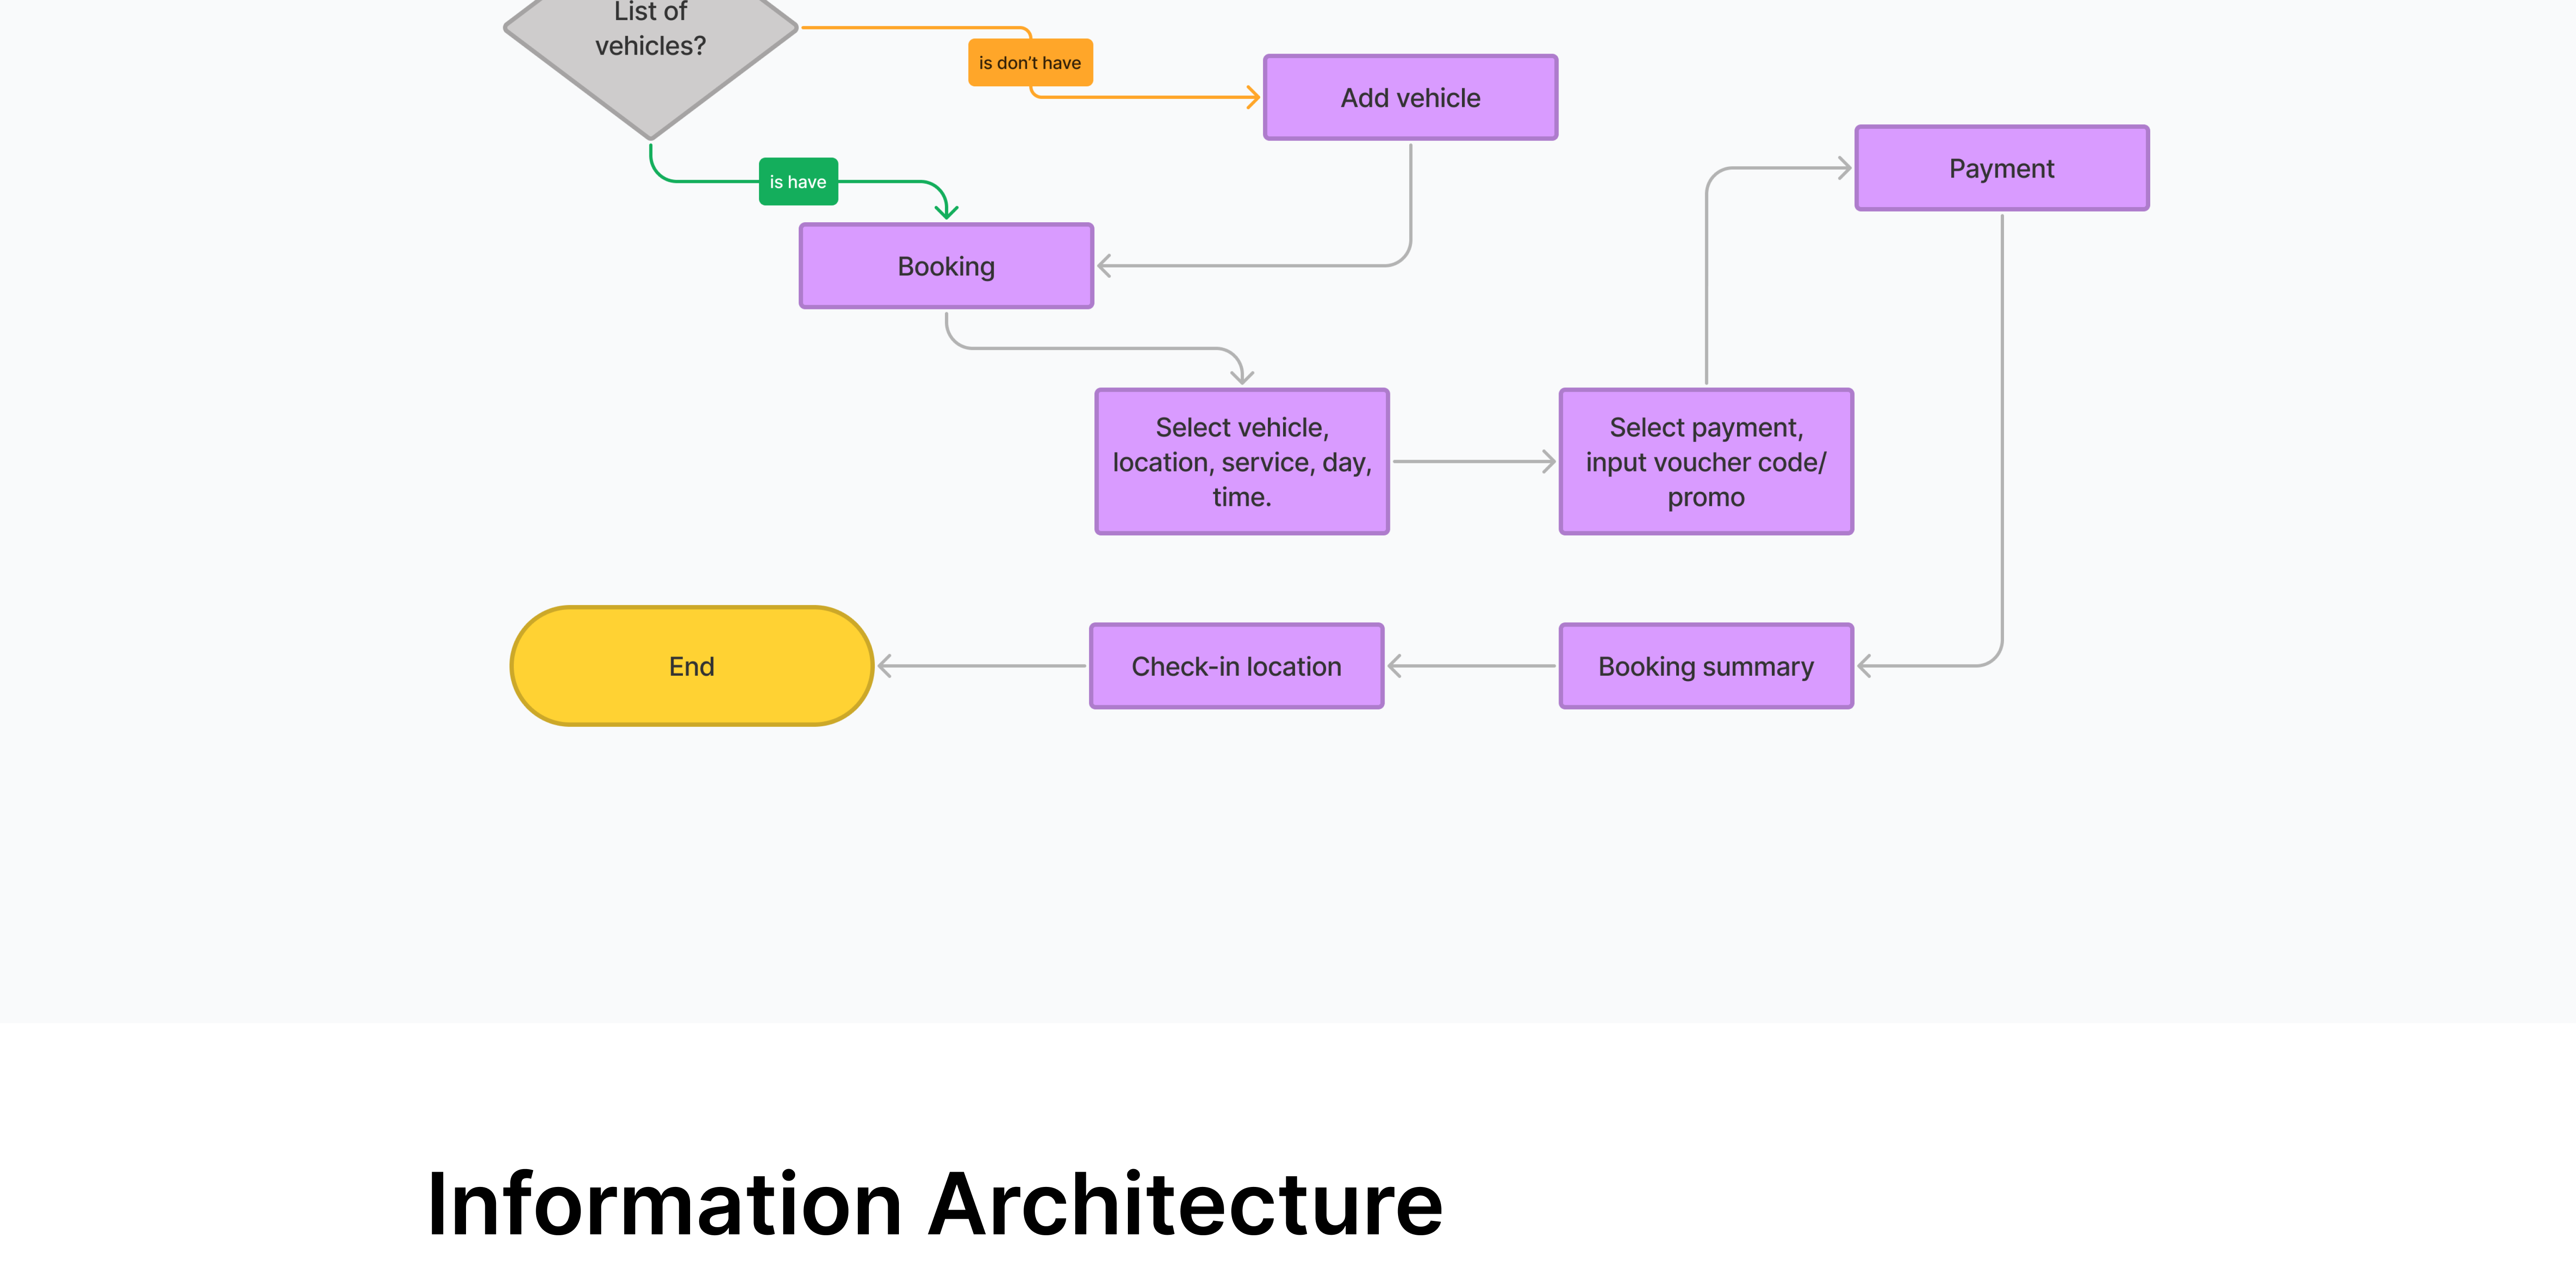 List of
vehicles?
is don't have
Add vehicle
Payment
is have
Booking
Select vehicle,
location, service, day,
time.
Select payment,
input voucher code/
promo
End
Check-in location
Booking summary
Information Architecture